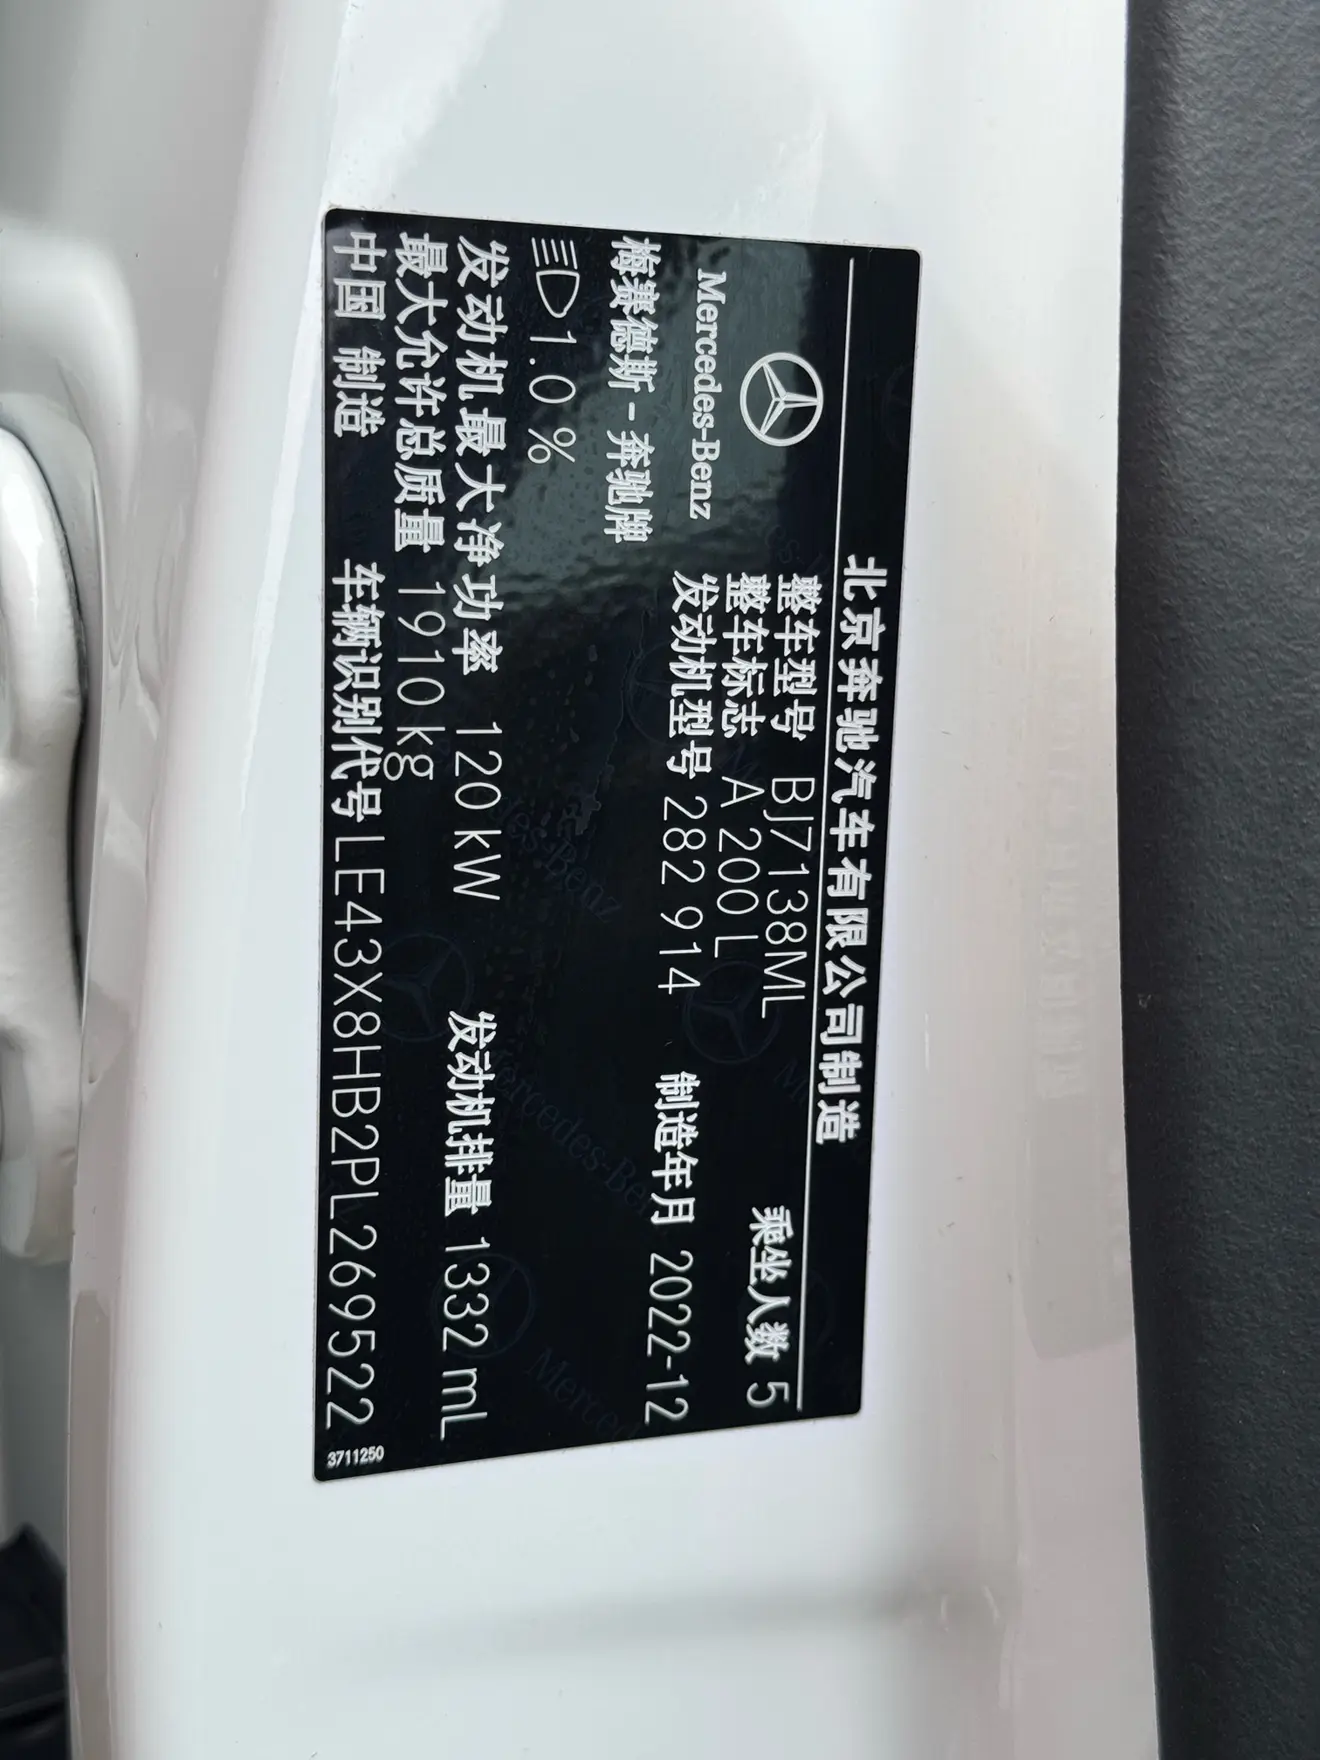 北京奔驰汽车有限公司制造
整车型号 BJ7138ML
乘坐人数 5
整车标志 A 200 L
Mercedes-Benz
发动机型号 282 914
制造年月 2022-12
梅赛德斯-奔驰牌
1.0 %
发动机最大净功率 120 kW
发动机排量 1332 mL
最大允许总质量 1910 kg
中国 制造
车辆识别代号 LE43X8HB2PL269522
3711250